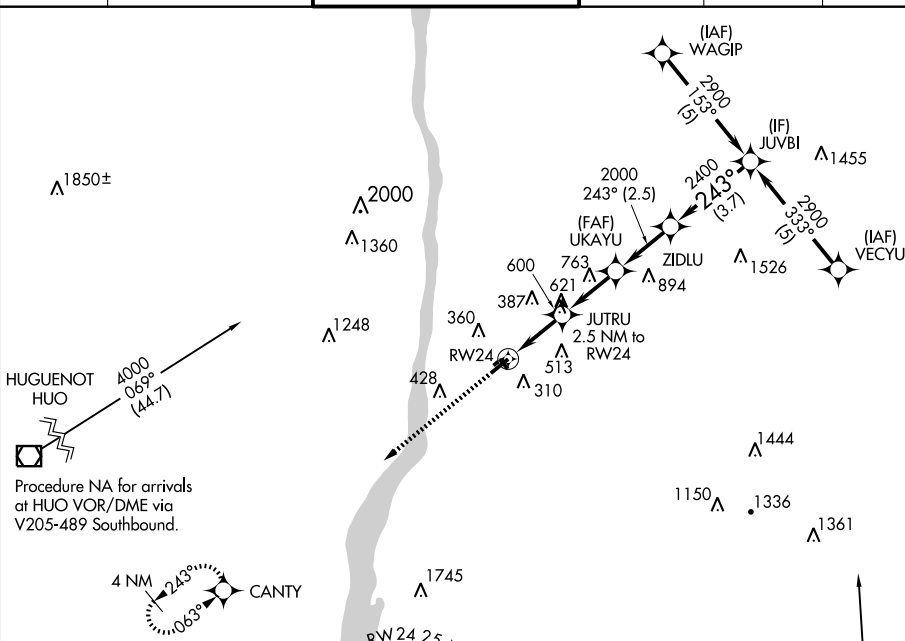 (IAF)
WAGIP
2900
153°
(5)
(IF)
JUVBI
1455
1850±
2000
1360
2000
243° (2.5)
2400
243°
(3.7)
2900
333°
(5)
(IAF)
VECYU
(FAF)
UKAYU
ZIDLU
1526
763
894
600
621
387
JUTRU
2.5 NM to
RW24
360
1248
RW24
513
310
428
4000
069°
(44.7)
HUGUENOT
HUO
Procedure NA for arrivals
at HUO VOR/DME via
V205-489 Southbound.
1444
1150
1336
1361
4 NM
243°
063°
CANTY
1745
RW24 25